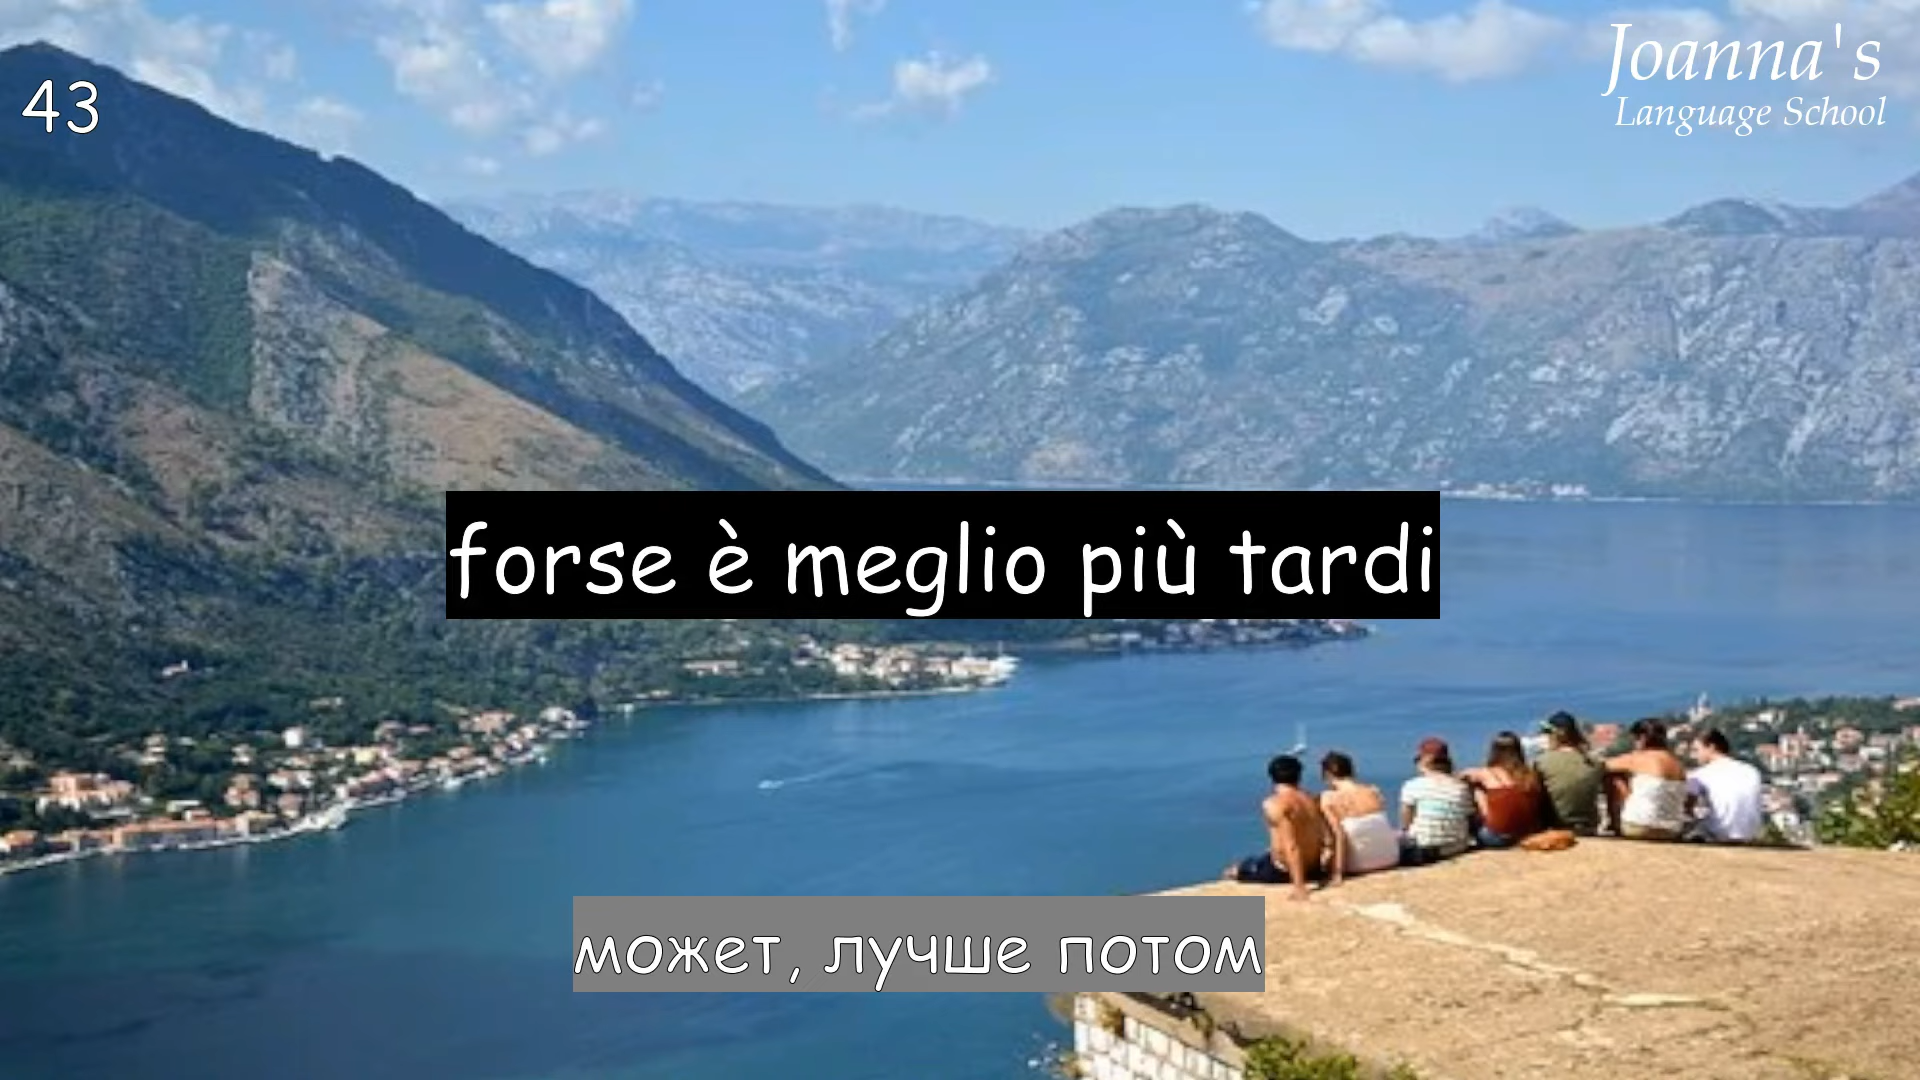 43
Joanna's
Language School
forse è meglio più tardi
может, лучше потом